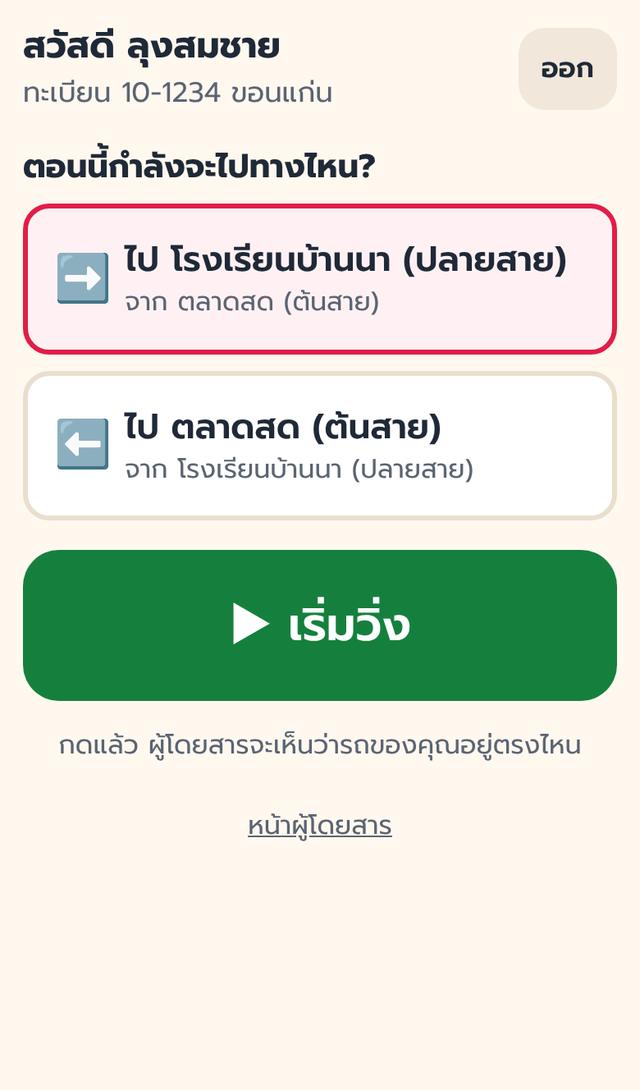 สวัสดี ลุงสมชาย
ทะเบียน 10-1234 ขอนแก่น
ออก
ตอนนี้กำลังจะไปทางไหน?
➡️ ไป โรงเรียนบ้านนา (ปลายสาย)
จาก ตลาดสด (ต้นสาย)
⬅️ ไป ตลาดสด (ต้นสาย)
จาก โรงเรียนบ้านนา (ปลายสาย)
▶ เริ่มวิ่ง
กดแล้ว ผู้โดยสารจะเห็นว่ารถของคุณอยู่ตรงไหน
หน้าผู้โดยสาร